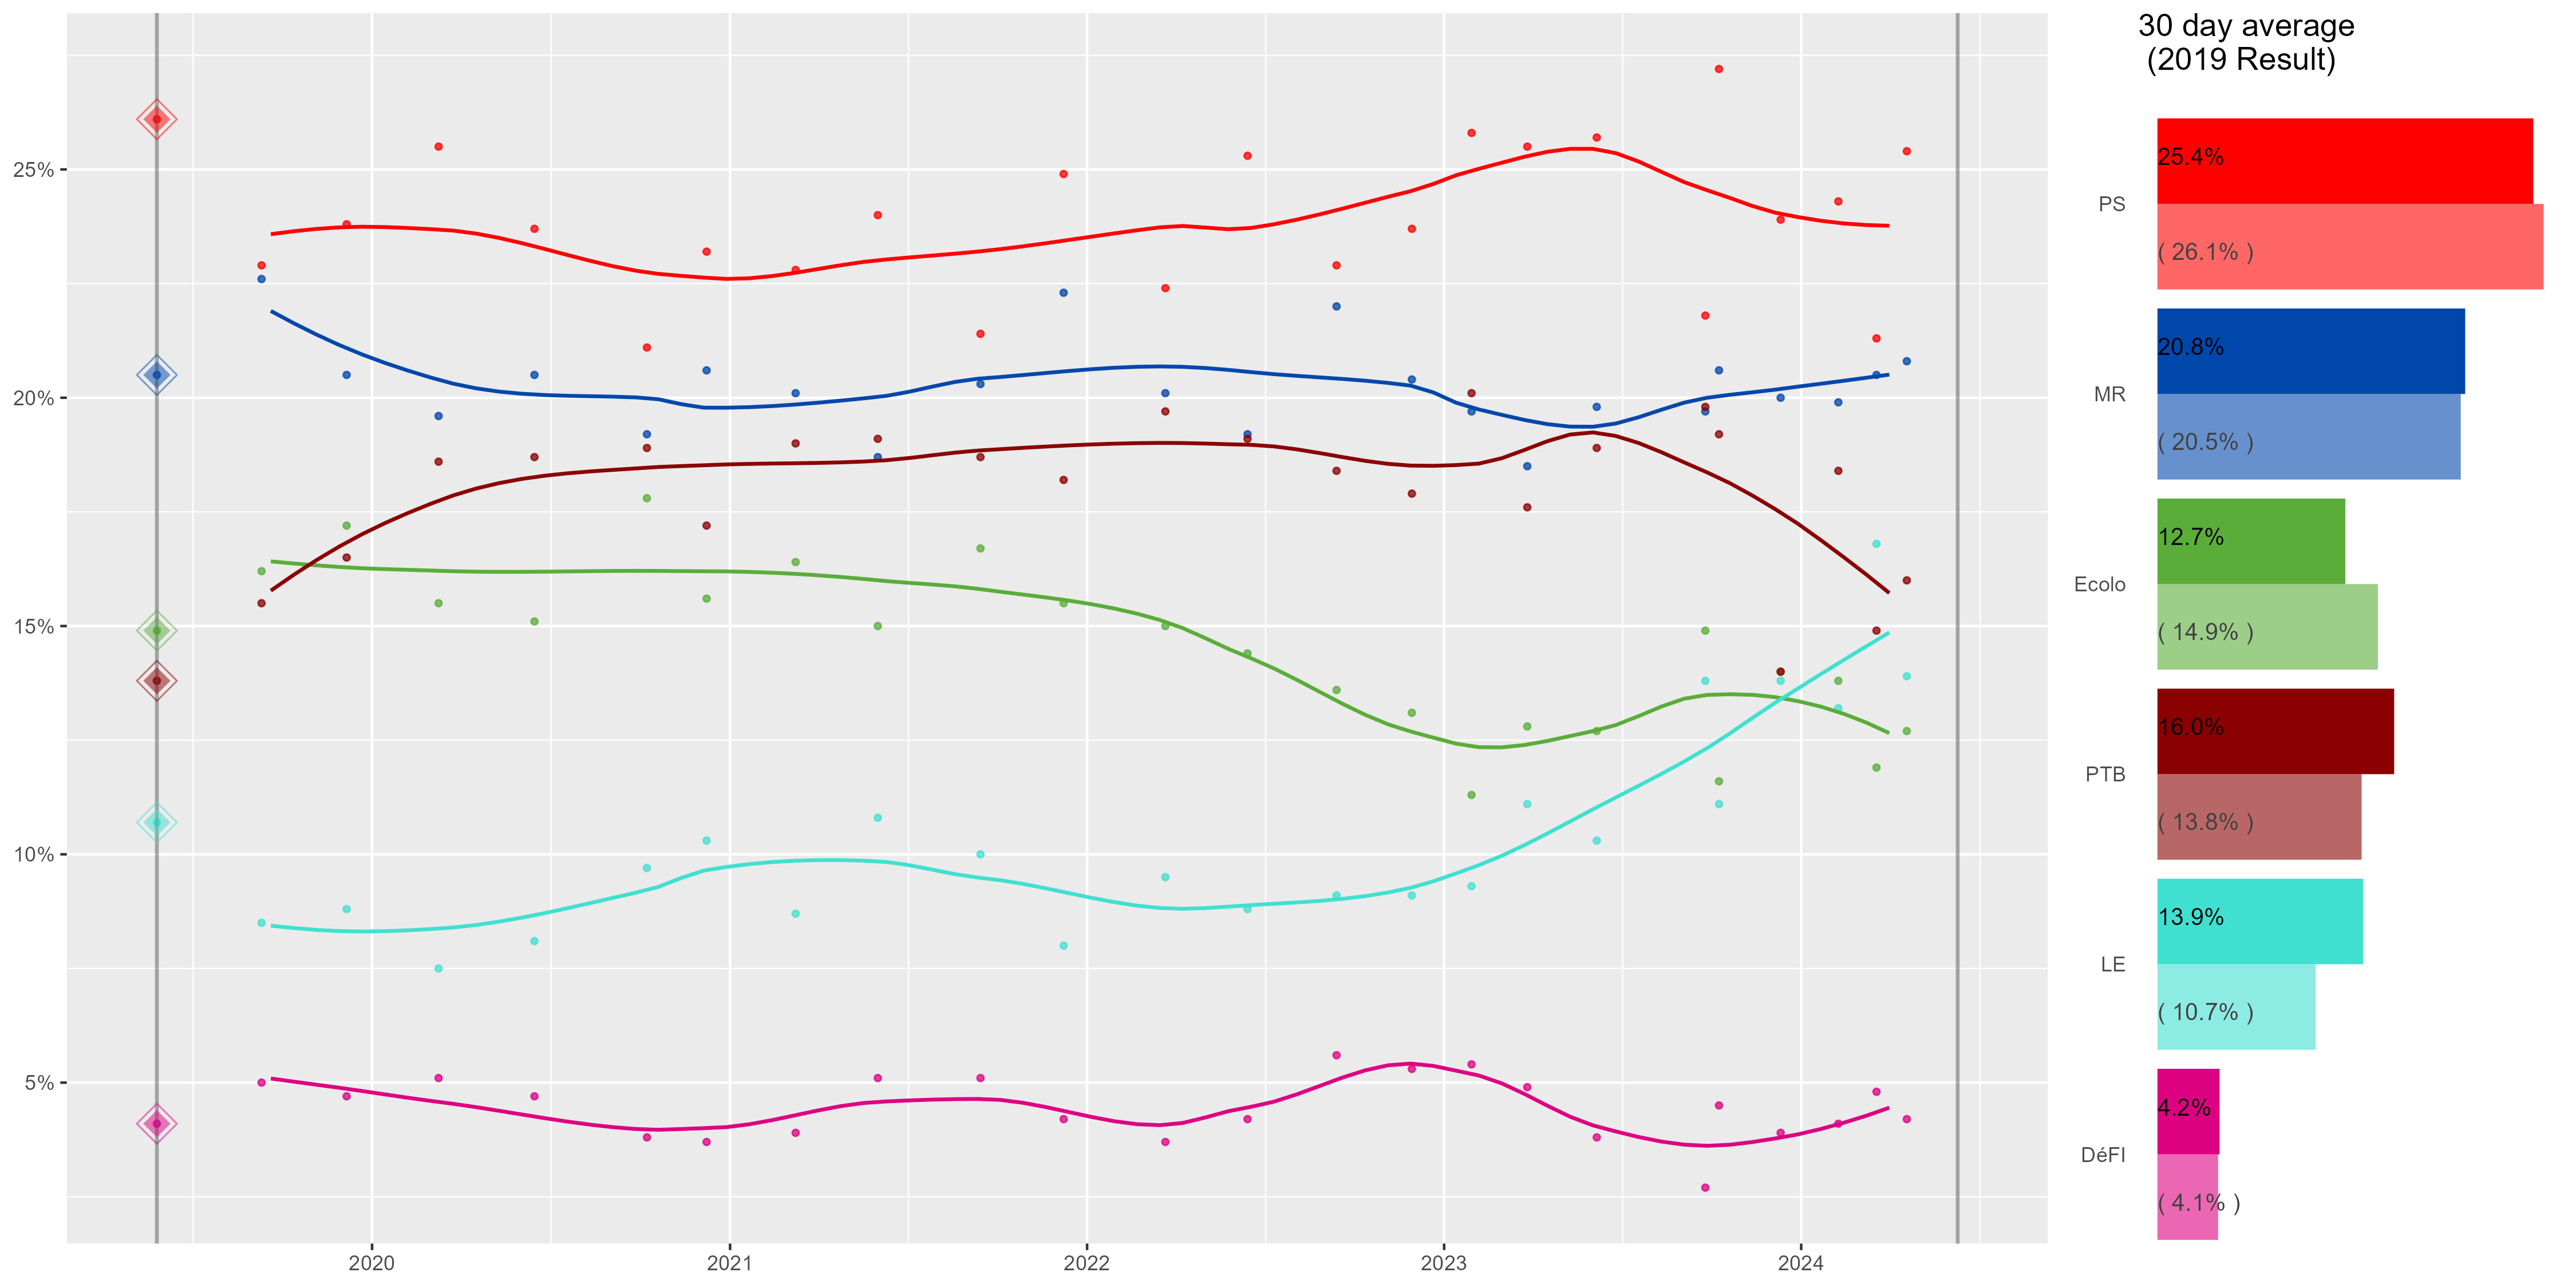 30 day average
(2019 Result)
25%
20%
15%
10%
5%
2020
2021
2022
2023
2024
PS
25.4%
( 26.1% )
MR
20.8%
( 20.5% )
Ecolo
12.7%
( 14.9% )
PTB
16.0%
( 13.8% )
LE
13.9%
( 10.7% )
DéFI
4.2%
( 4.1% )